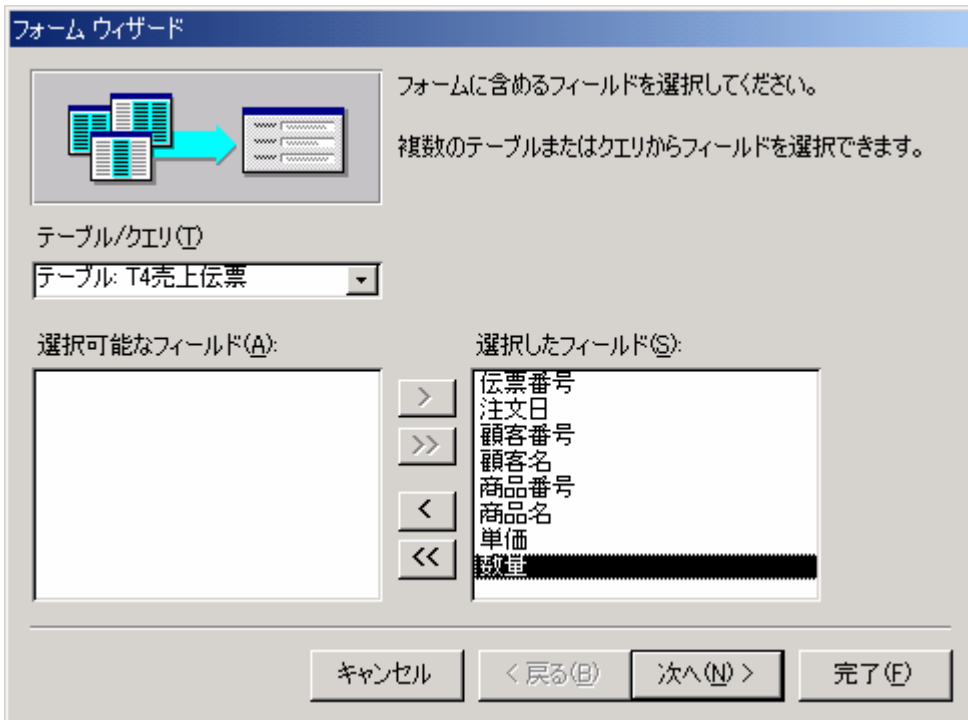 フォーム ウィザード
フォームに含めるフィールドを選択してください。
複数のテーブルまたはクエリからフィールドを選択できます。
テーブル/クエリ(T)
テーブル: T4売上伝票
選択可能なフィールド(A):
選択したフィールド(S):
伝票番号
注文日
顧客番号
顧客名
商品番号
商品名
単価
数量
>
>>
<
<<
キャンセル
< 戻る(B)
次へ(N) >
完了(F)